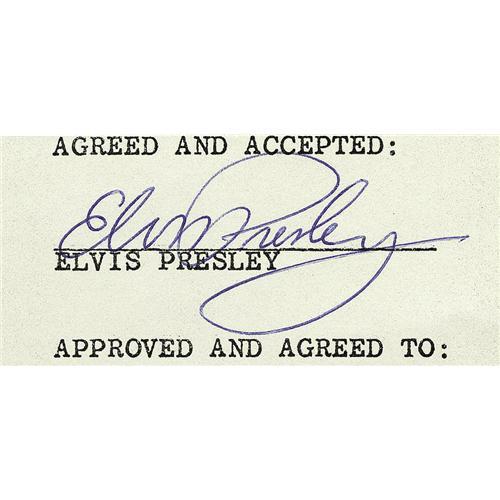 AGREED AND ACCEPTED:
Elvis Presley
ELVIS PRESLEY
APPROVED AND AGREED TO: